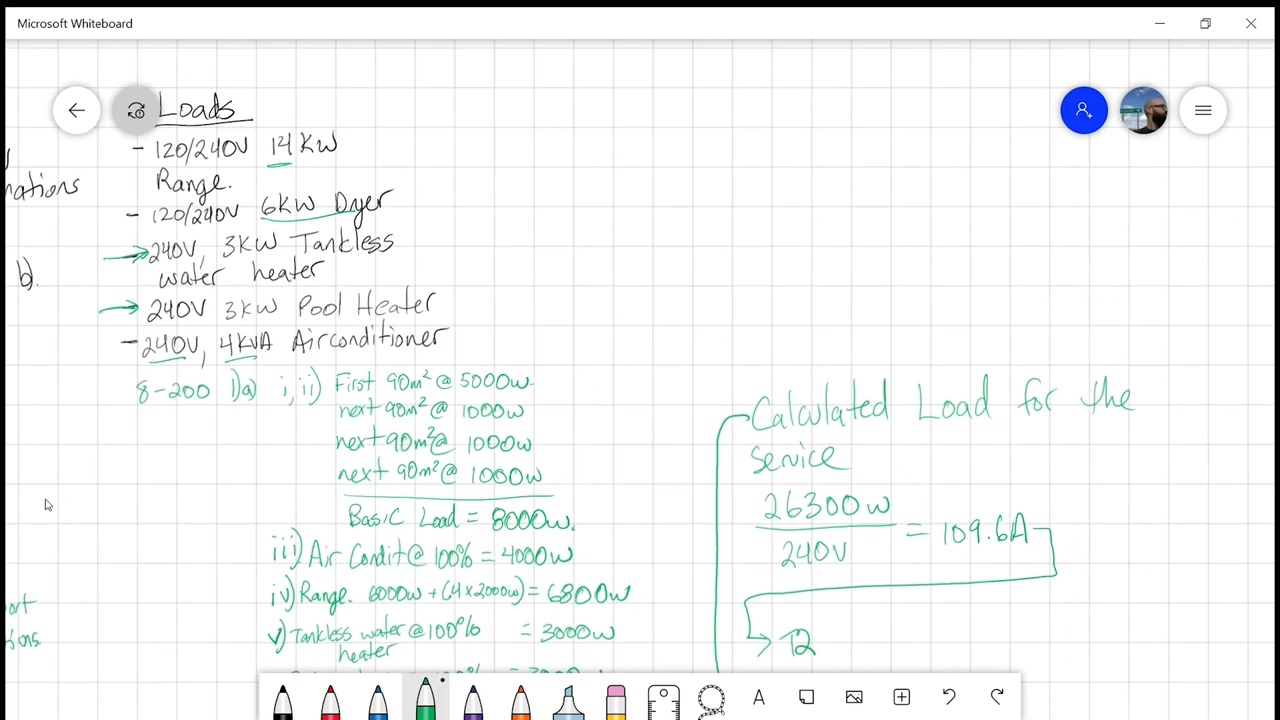 Microsoft Whiteboard
Loads
- 120/240V 14KW
Range.
- 120/240V 6KW Dryer
240V, 3KW Tankless
water heater
240V 3KW Pool Heater
- 240V, 4KVA Airconditioner
b).
8-200 1)a) i,ii) First 90m² @ 5000w
next 90m² @ 1000w
next 90m² @ 1000w
next 90m² @ 1000w
Basic Load = 8000w.
iii) Air Condit @ 100% = 4000w
iv) Range. 6000w + (.4 x 2000w) = 6800w
v) Tankless water @ 100% = 3000w
heater
Calculated Load for the
service
26300w
240V
= 109.6A
T2
A